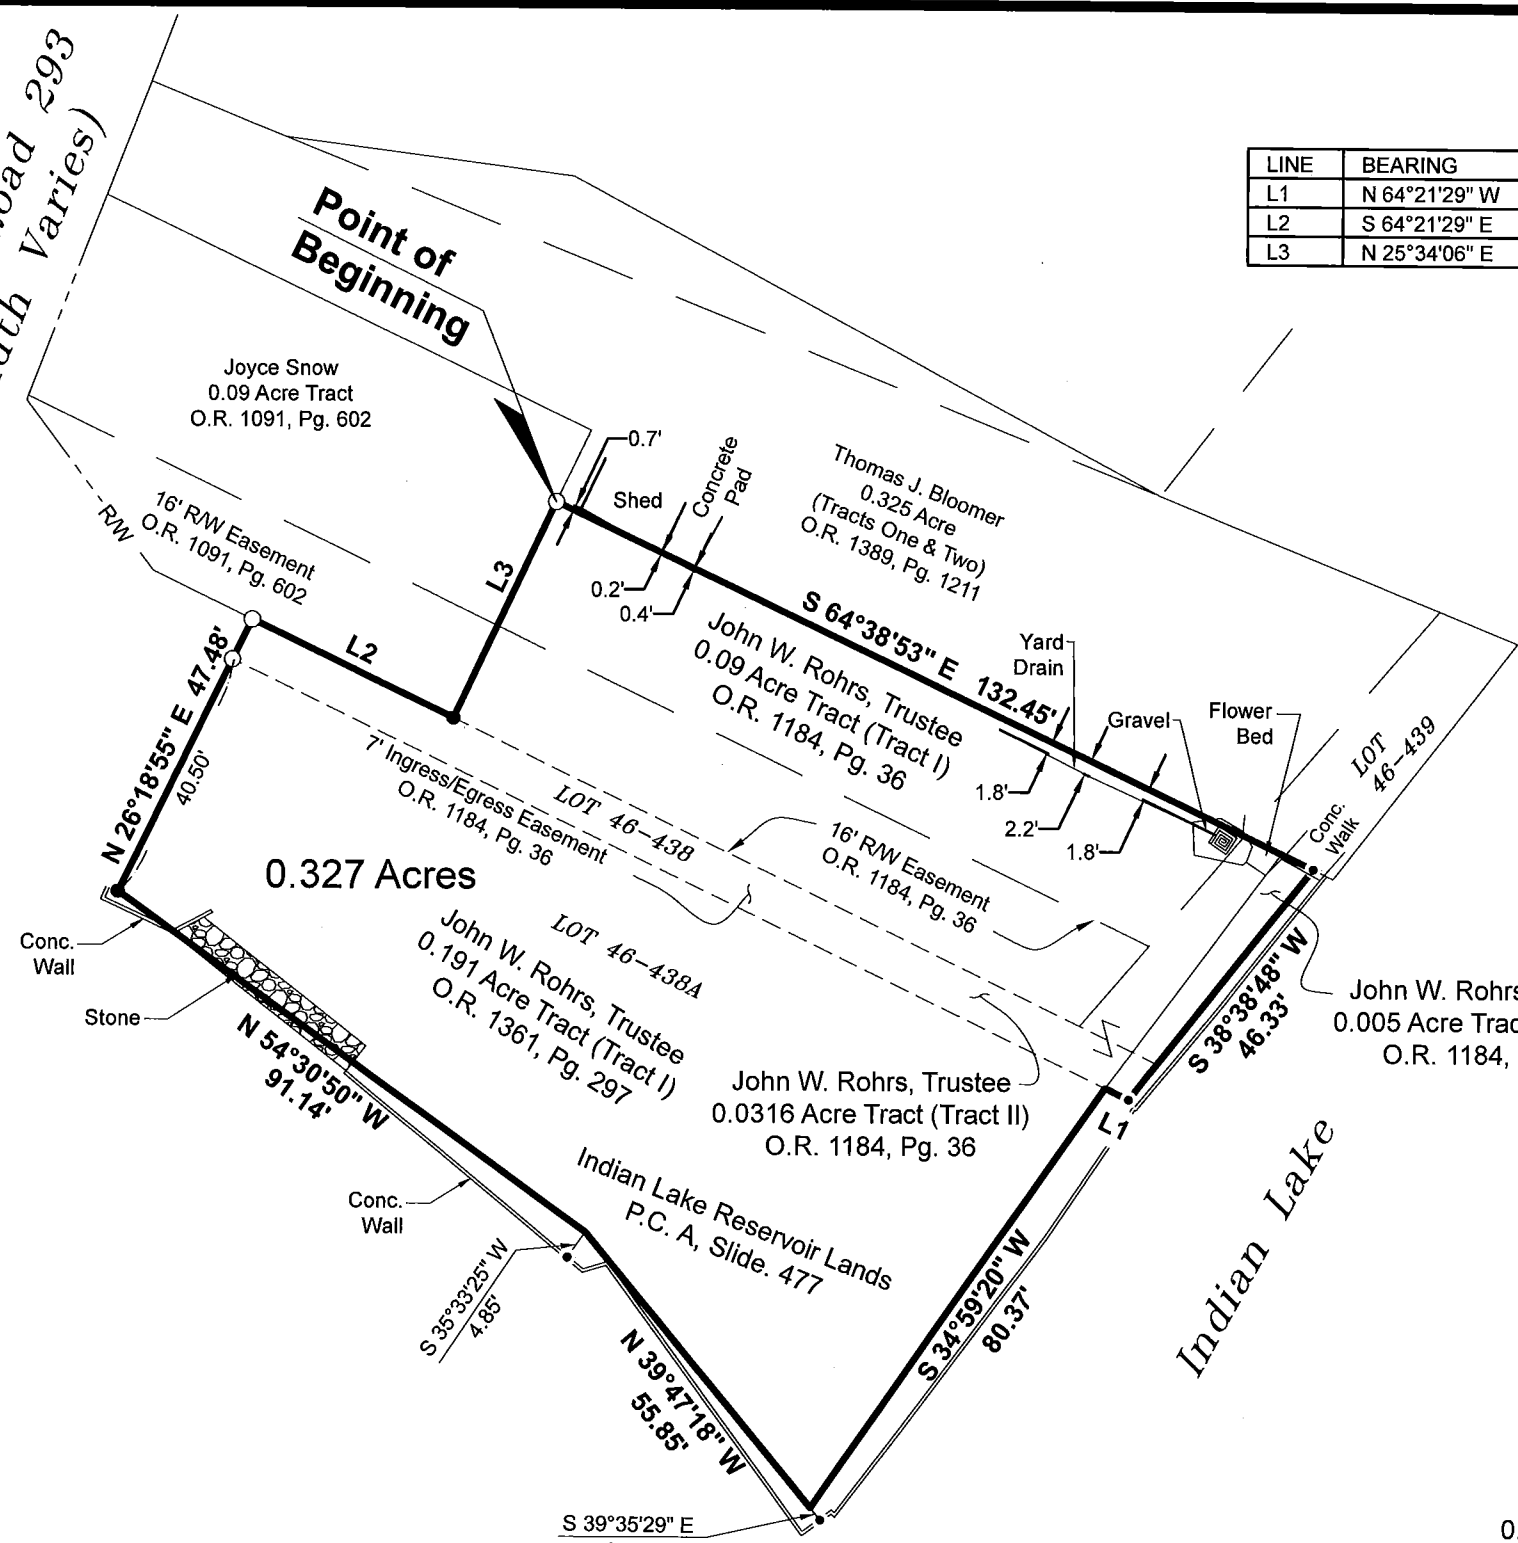 Road 293
Width Varies)
LINE BEARING
L1 N 64°21'29" W
L2 S 64°21'29" E
L3 N 25°34'06" E
Point of
Beginning
Joyce Snow
0.09 Acre Tract
O.R. 1091, Pg. 602
16' R/W Easement
O.R. 1091, Pg. 602
R/W
0.7'
Shed
Concrete
Pad
0.2'
0.4'
Thomas J. Bloomer
0.325 Acre
(Tracts One & Two)
O.R. 1389, Pg. 1211
L3
L2
S 64°38'53" E 132.45'
John W. Rohrs, Trustee
0.09 Acre Tract (Tract I)
O.R. 1184, Pg. 36
Yard
Drain
Gravel
Flower
Bed
LOT
46-439
Conc.
Walk
1.8'
2.2'
1.8'
N 26°18'55" E 47.48'
40.50'
7' Ingress/Egress Easement
O.R. 1184, Pg. 36
LOT 46-438
16' R/W Easement
O.R. 1184, Pg. 36
0.327 Acres
LOT 46-438A
John W. Rohrs, Trustee
0.191 Acre Tract (Tract I)
O.R. 1361, Pg. 297
Conc.
Wall
Stone
N 54°30'50" W
91.14'
S 38°38'48" W
46.33'
John W. Rohrs
0.005 Acre Trac
O.R. 1184,
John W. Rohrs, Trustee
0.0316 Acre Tract (Tract II)
O.R. 1184, Pg. 36
L1
Indian Lake Reservoir Lands
P.C. A, Slide. 477
Indian Lake
Conc.
Wall
S 35°33'25" W
4.85'
S 34°59'20" W
80.37'
N 39°47'18" W
55.85'
S 39°35'29" E
0.